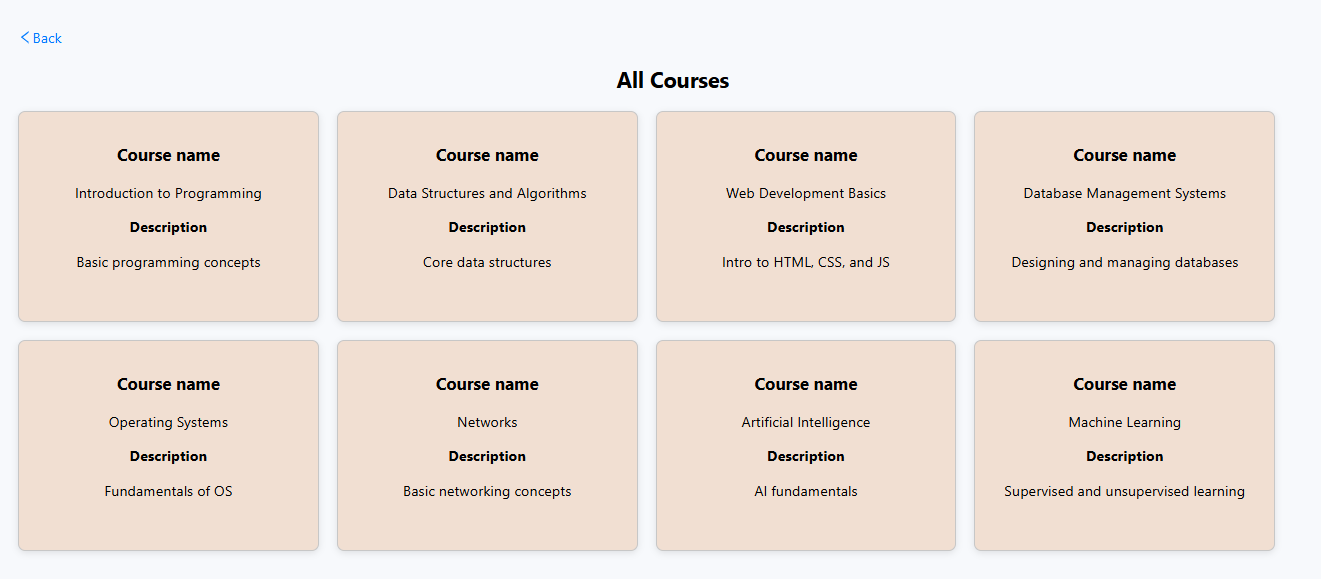 Back
All Courses
Course name
Introduction to Programming
Description
Basic programming concepts
Course name
Data Structures and Algorithms
Description
Core data structures
Course name
Web Development Basics
Description
Intro to HTML, CSS, and JS
Course name
Database Management Systems
Description
Designing and managing databases
Course name
Operating Systems
Description
Fundamentals of OS
Course name
Networks
Description
Basic networking concepts
Course name
Artificial Intelligence
Description
AI fundamentals
Course name
Machine Learning
Description
Supervised and unsupervised learning